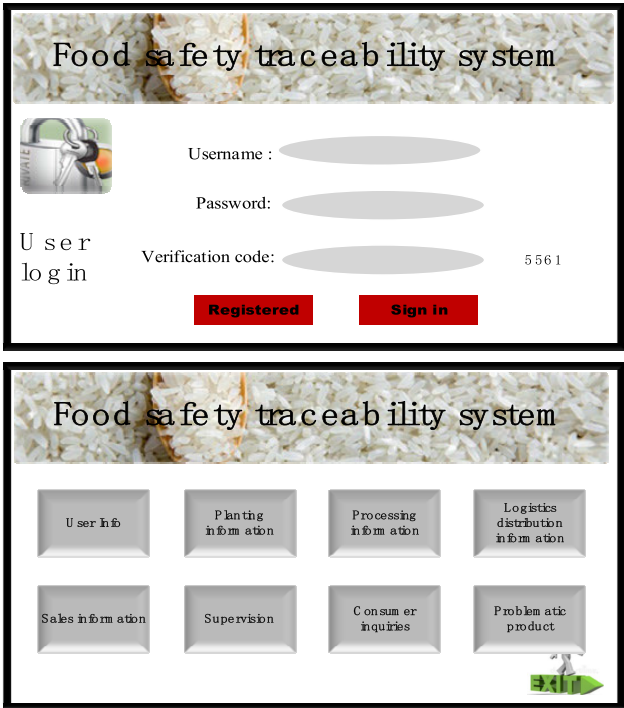 Food safety traceability system
PRIVATE
Username :
Password:
User
login
Verification code:
5561
Registered
Sign in
Food safety traceability system
User Info
Planting
information
Processing
information
Logistics
distribution
information
Sales information
Supervision
Consumer
inquiries
Problematic
product
EXIT